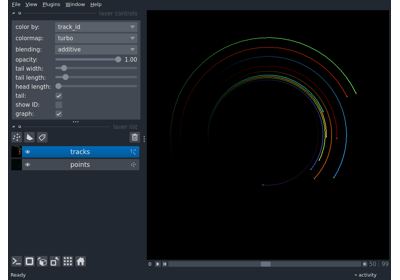 File View Plugins Window Help
layer controls
color by: track_id
colormap: turbo
blending: additive
opacity: 1.00
tail width:
tail length:
head length:
tail:
show ID:
graph:
layer list
tracks
points
50 99
Ready activity